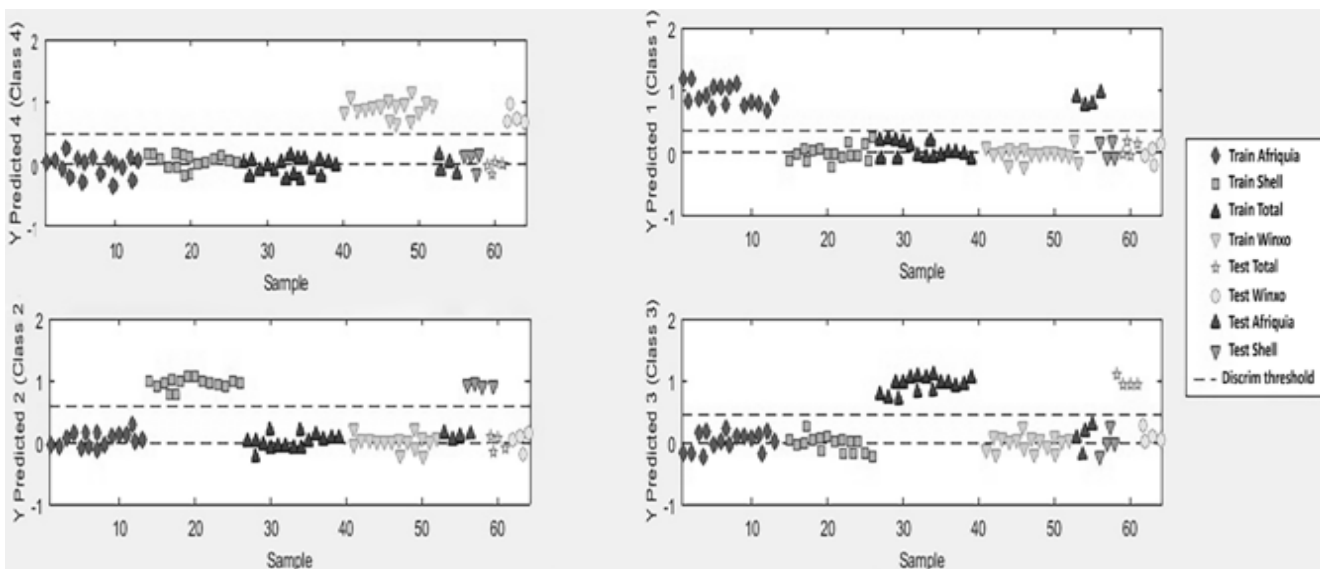 Y Predicted 4 (Class 4)
2
1
0
-1
10
20
30
40
50
60
Sample
Y Predicted 1 (Class 1)
2
1
0
-1
10
20
30
40
50
60
Sample
Y Predicted 2 (Class 2
2
1
0
-1
10
20
30
40
50
60
Sample
Y Predicted 3 (Class 3)
2
1
0
-1
10
20
30
40
50
60
Sample
Train Afriquia
Train Shell
Train Total
Train Winxo
Test Total
Test Winxo
Test Afriquia
Test Shell
Discrim threshold